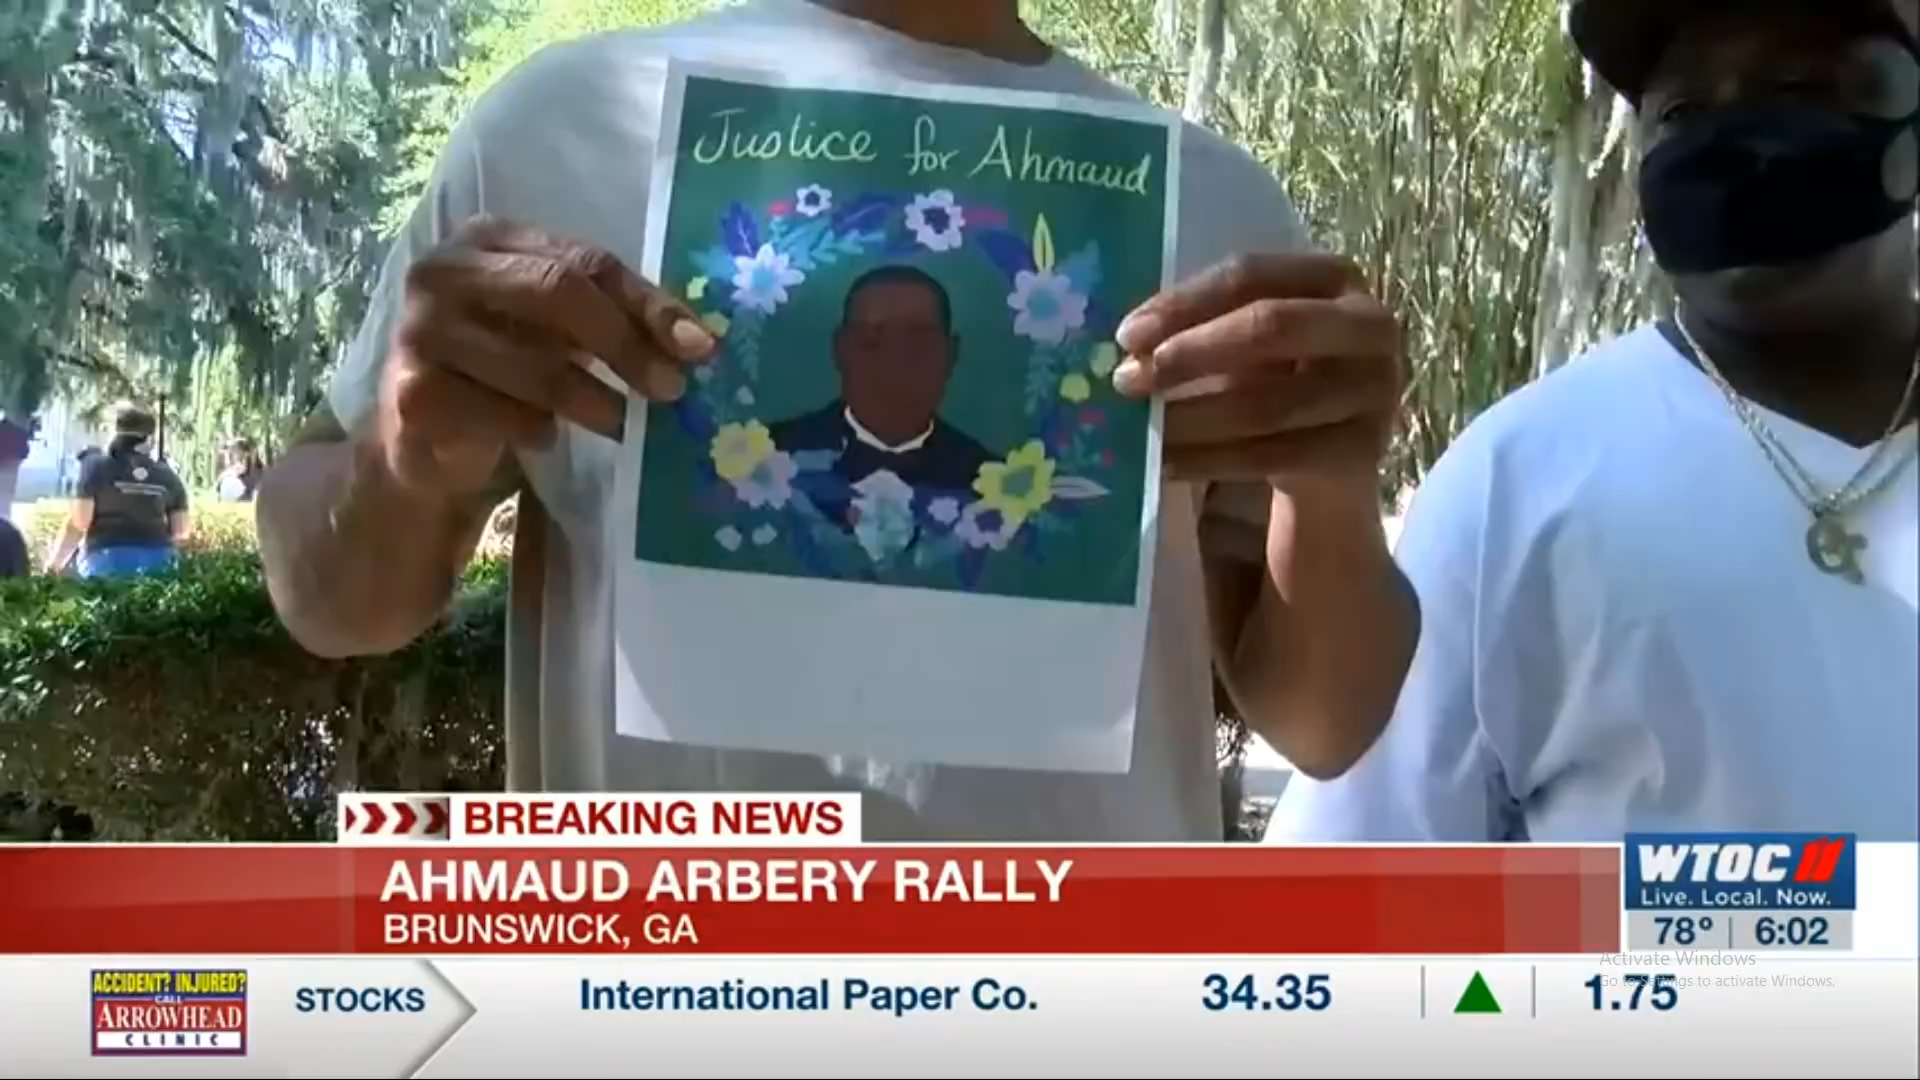 Justice for Ahmaud
BREAKING NEWS
AHMAUD ARBERY RALLY
BRUNSWICK, GA
WTOC 11
Live. Local. Now.
78° | 6:02
Activate Windows
Go to Settings to activate Windows.
ACCIDENT? INJURED?
CALL
ARROWHEAD
CLINIC
STOCKS
International Paper Co. 34.35 ▲ 1.75